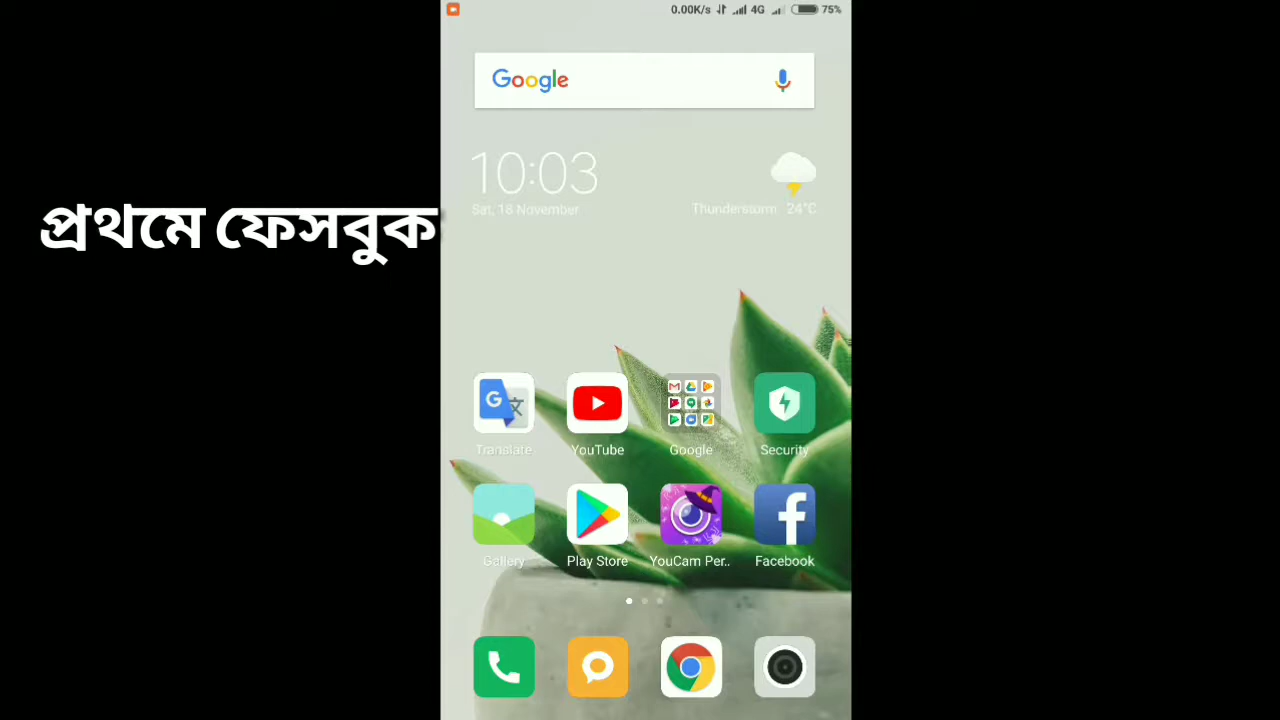 0.00K/s 4G 75%
Google
10:03
Sat, 18 November
Thunderstorm 24°C
প্রথমে ফেসবুক
Translate YouTube Google Security
Gallery Play Store YouCam Per.. Facebook